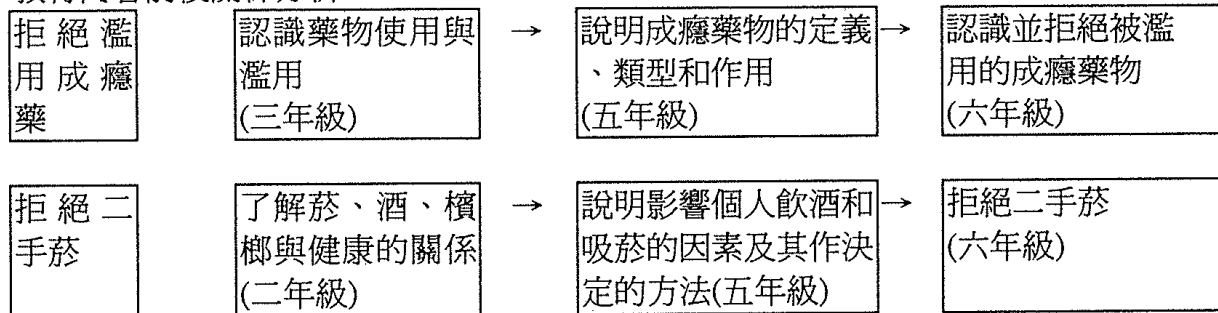 拒絕濫用成癮藥
認識藥物使用與濫用
(三年級)
→
說明成癮藥物的定義、類型和作用
(五年級)
→
認識並拒絕被濫用的成癮藥物
(六年級)
拒絕二手菸
了解菸、酒、檳榔與健康的關係
(二年級)
→
說明影響個人飲酒和吸菸的因素及其作決定的方法(五年級)
→
拒絕二手菸
(六年級)